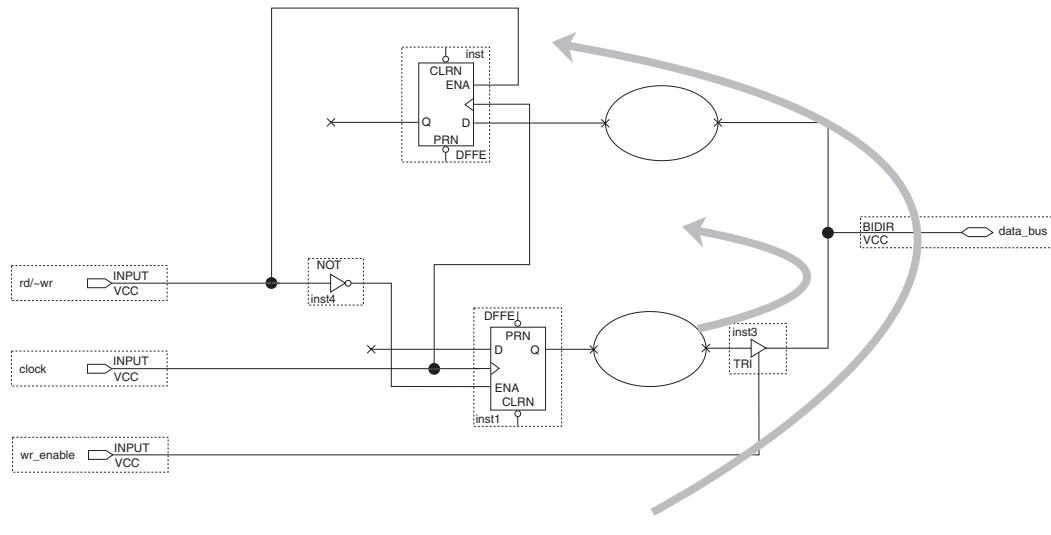 inst
CLRN
ENA
Q
D
PRN
DFFE
BIDIR
VCC
data_bus
rd/~wr
INPUT
VCC
NOT
inst4
DFFE
PRN
D
Q
ENA
CLRN
inst1
inst3
TRI
clock
INPUT
VCC
wr_enable
INPUT
VCC